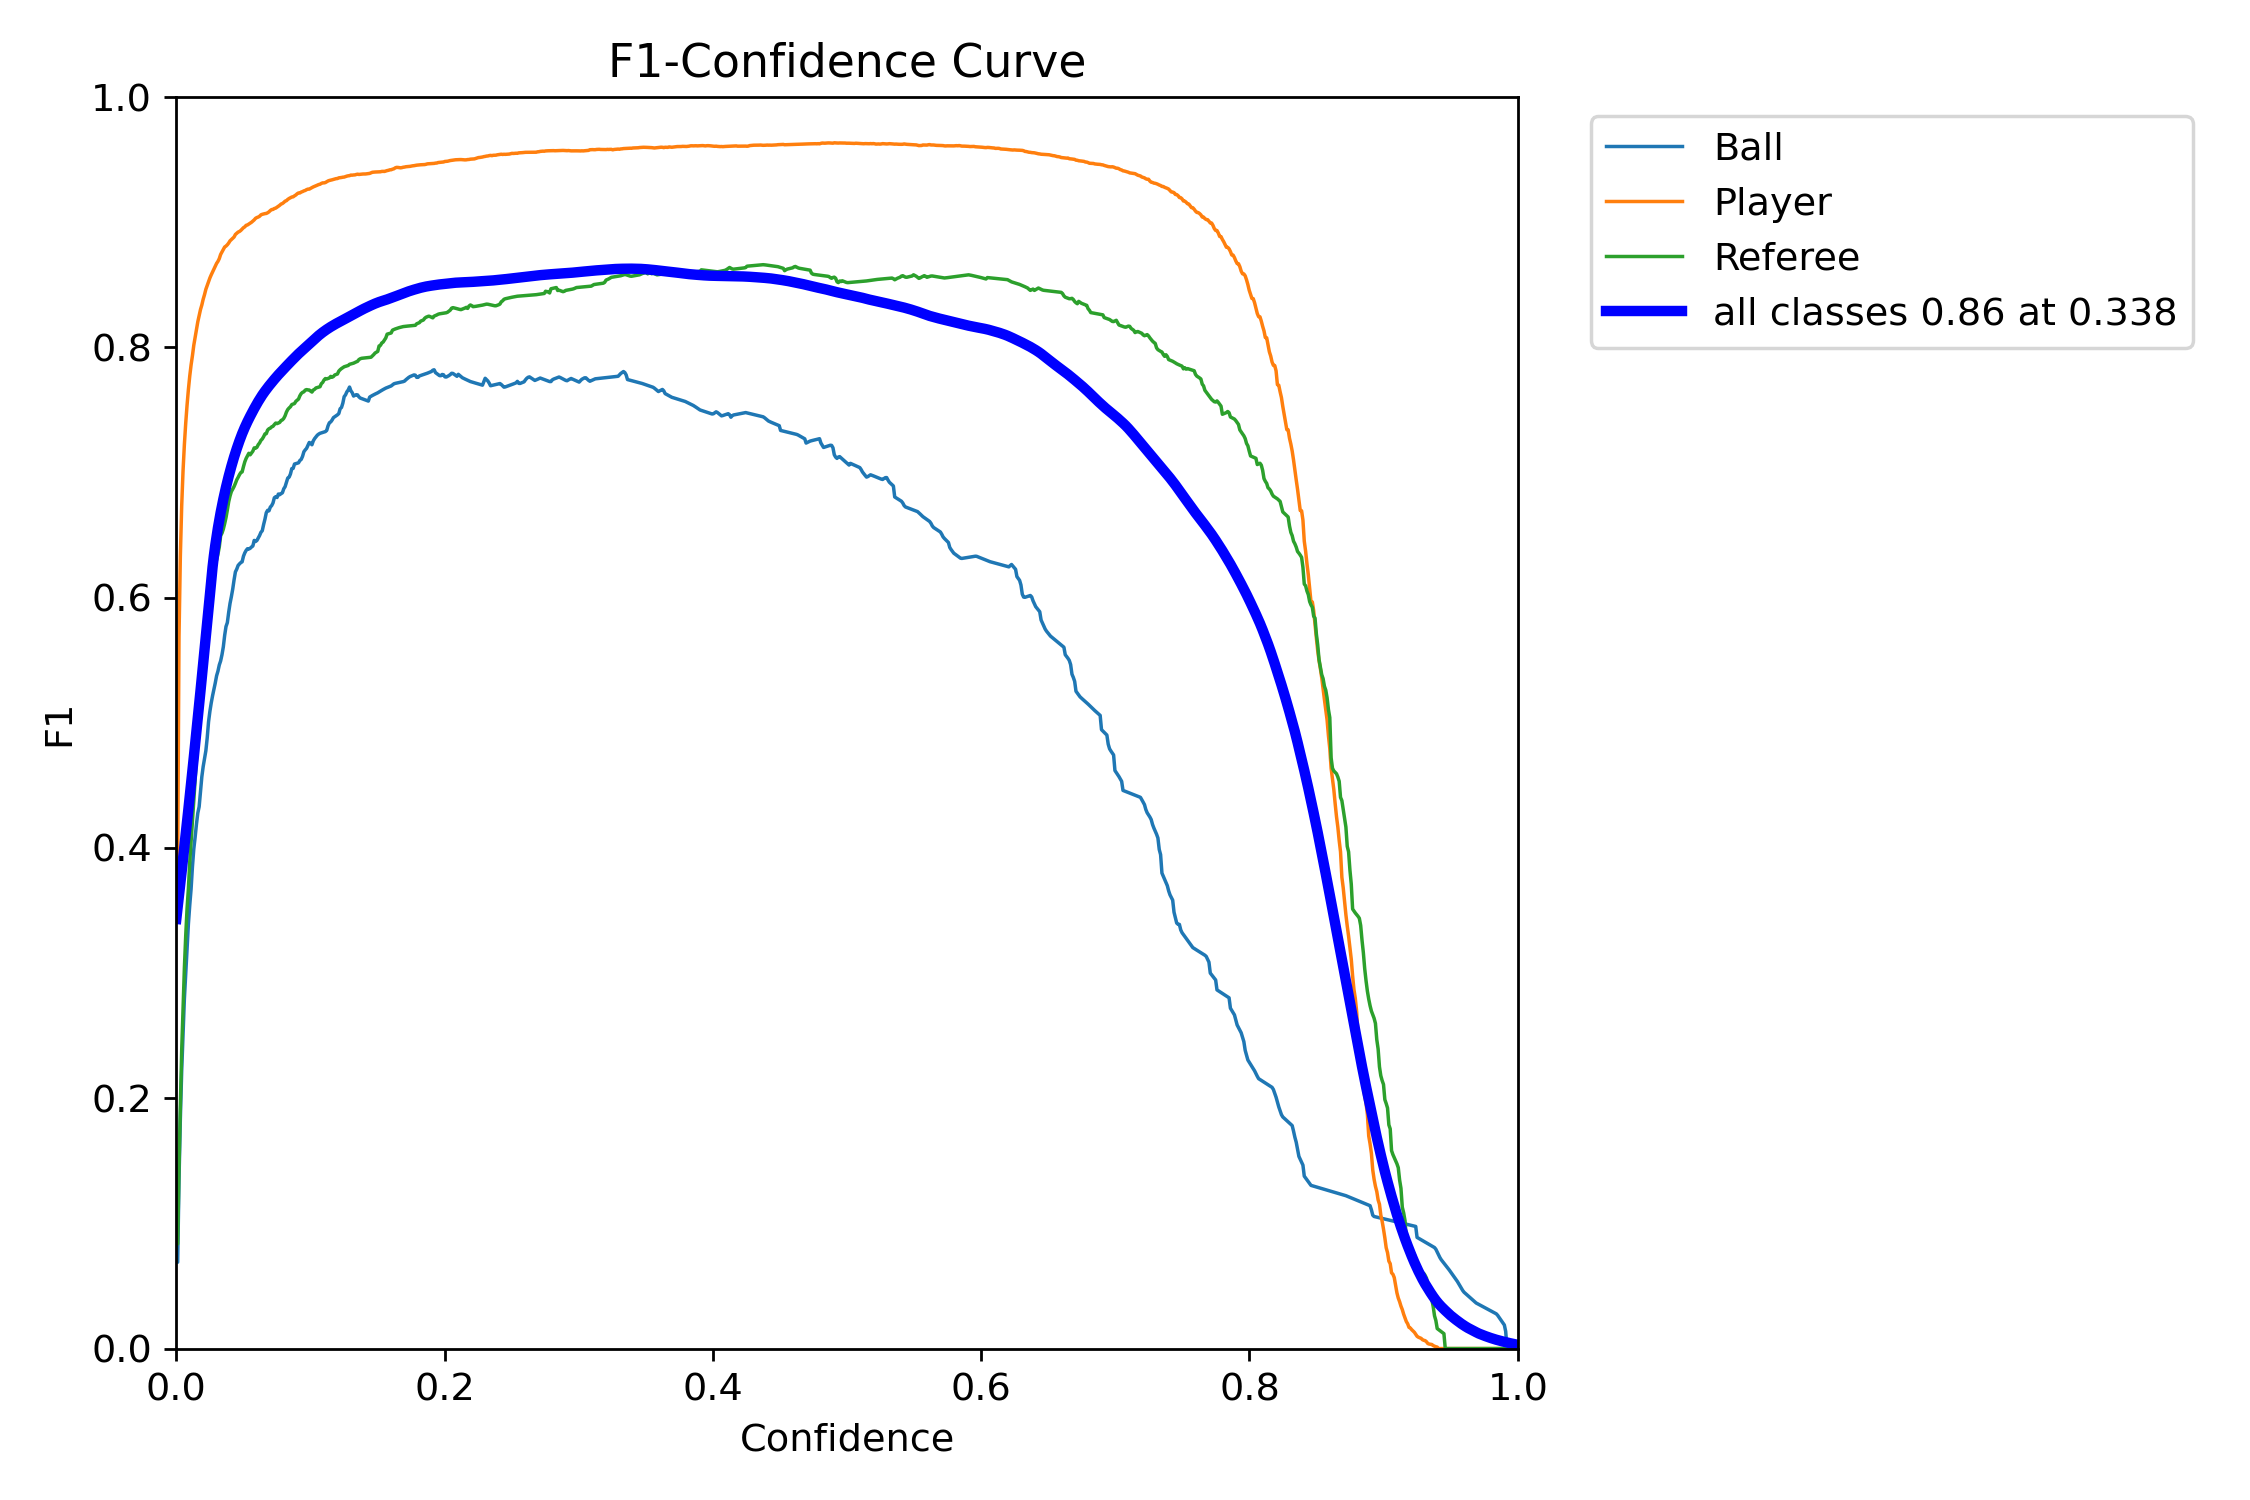 F1-Confidence Curve
1.0
0.8
0.6
0.4
0.2
0.0
F1
0.0 0.2 0.4 0.6 0.8 1.0
Confidence
Ball
Player
Referee
all classes 0.86 at 0.338